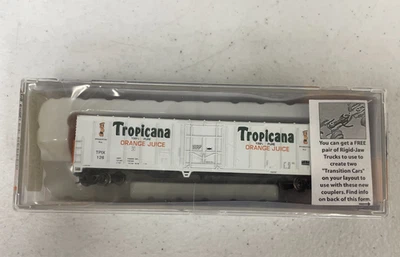 Tropicana
ORANGE JUICE
TPIX
138
Tropicana
ORANGE JUICE
You can get a FREE
pair of Rigid-Jaw
Trucks to use to
create two
"Transition Cars"
on your layout to
use with these new
couplers. Find info
on back of this form.